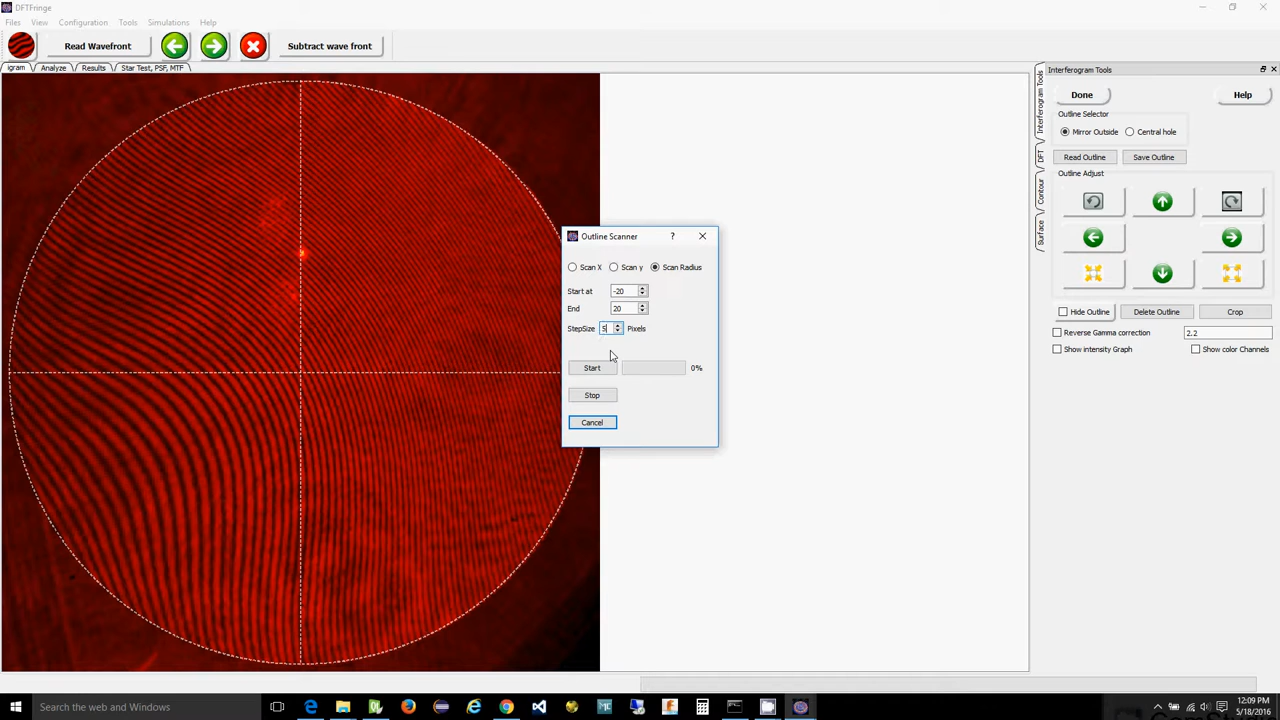 DFTFringe
Files View Configuration Tools Simulations Help
Read Wavefront Subtract wave front
igram Analyze Results Star Test, PSF, MTF
Interferogram Tools
Done Help
Outline Selector
Mirror Outside Central hole
Read Outline Save Outline
Outline Adjust
Hide Outline Delete Outline Crop
Reverse Gamma correction 2.2
Show intensity Graph Show color Channels
Interferogram Tools
DFT
Contour
Surface
Outline Scanner ?
Scan X Scan y Scan Radius
Start at -20
End 20
StepSize 5 Pixels
Start 0%
Stop
Cancel
Search the web and Windows
12:09 PM
5/18/2016